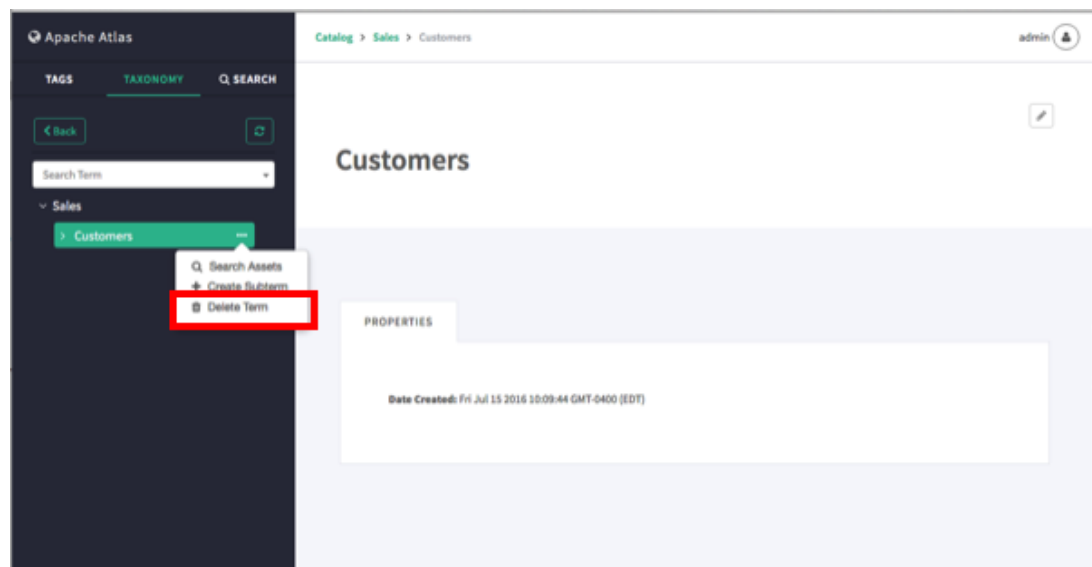 Apache Atlas
TAGS TAXONOMY SEARCH
Back
Search Term
Sales
Customers
Search Assets
Create Subterm
Delete Term
Catalog > Sales > Customers
admin
Customers
PROPERTIES
Date Created: Fri Jul 15 2016 10:09:44 GMT-0400 (EDT)